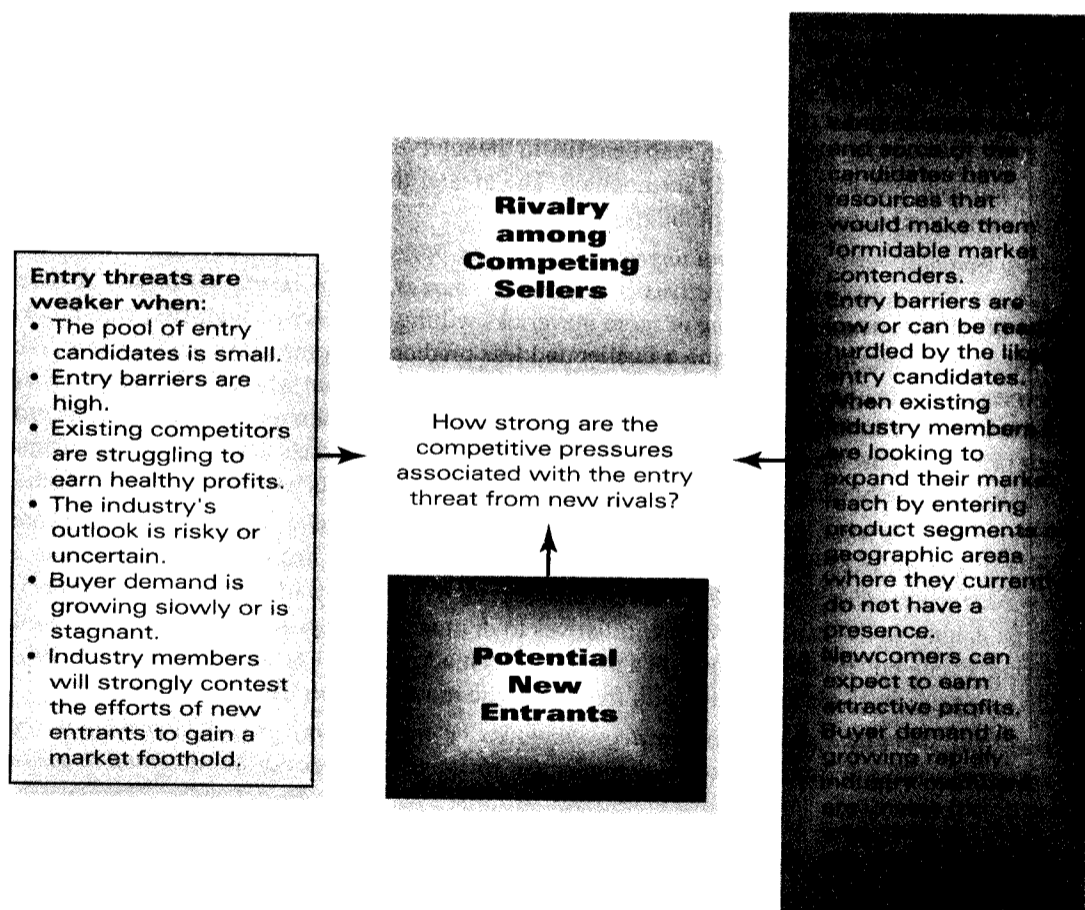 Entry threats are
weaker when:
• The pool of entry
candidates is small.
• Entry barriers are
high.
• Existing competitors
are struggling to
earn healthy profits.
• The industry's
outlook is risky or
uncertain.
• Buyer demand is
growing slowly or is
stagnant.
• Industry members
will strongly contest
the efforts of new
entrants to gain a
market foothold.
Rivalry
among
Competing
Sellers
How strong are the
competitive pressures
associated with the entry
threat from new rivals?
Potential
New
Entrants
candidates have
resources that
would make them
formidable market
contenders.
Entry barriers are
low or can be
hurdled by the
entry candidates.
When existing
industry members
are looking to
expand their
reach by entering
product segments
geographic areas
where they
do not have a
presence.
Newcomers can
expect to earn
attractive profits.
Buyer demand is
growing rapidly.